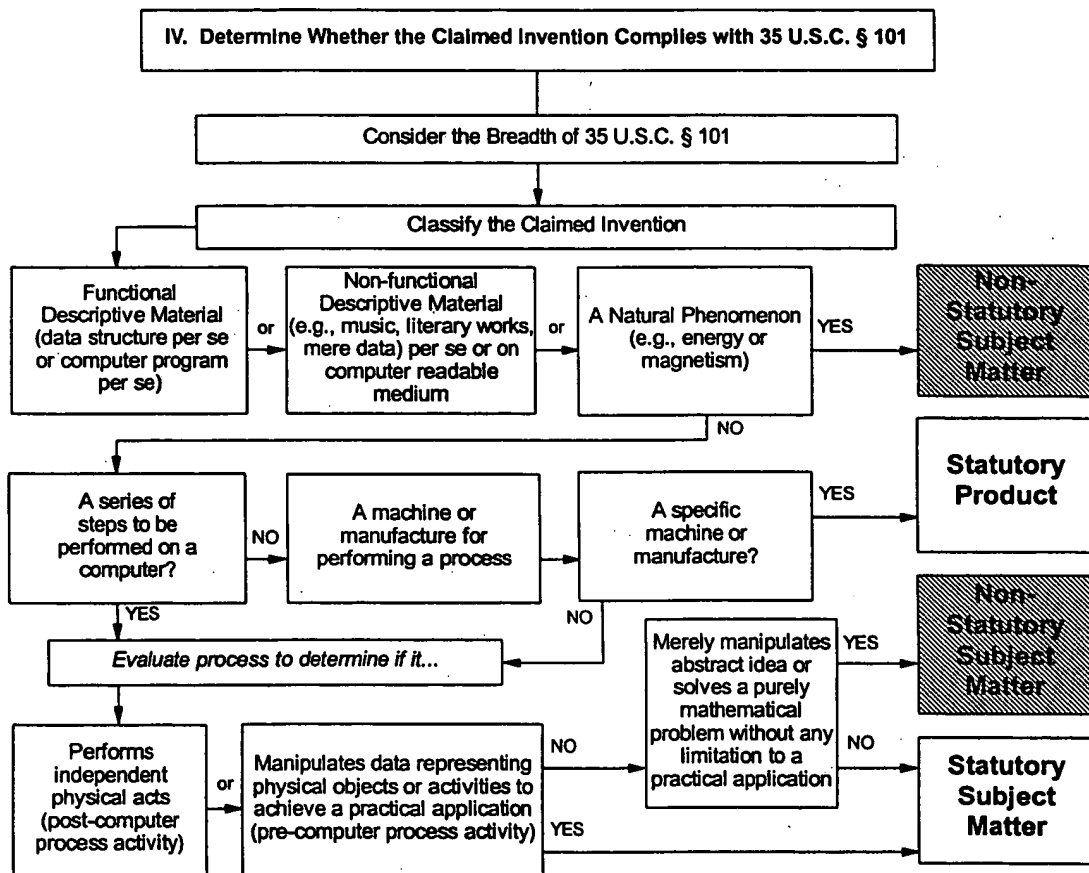 IV. Determine Whether the Claimed Invention Complies with 35 U.S.C. § 101
Consider the Breadth of 35 U.S.C. § 101
Classify the Claimed Invention
Functional
Descriptive Material
(data structure per se
or computer program
per se)
or
Non-functional
Descriptive Material
(e.g., music, literary works,
mere data) per se or on
computer readable
medium
or
A Natural Phenomenon
(e.g., energy or
magnetism)
YES
Non-
Statutory
Subject
Matter
NO
A series of
steps to be
performed on a
computer?
NO
A machine or
manufacture for
performing a process
A specific
machine or
manufacture?
YES
Statutory
Product
YES
NO
Evaluate process to determine if it...
Merely manipulates
abstract idea or
solves a purely
mathematical
problem without any
limitation to a
practical application
YES
Non-
Statutory
Subject
Matter
Performs
independent
physical acts
(post-computer
process activity)
or
Manipulates data representing
physical objects or activities to
achieve a practical application
(pre-computer process activity)
NO
YES
NO
Statutory
Subject
Matter